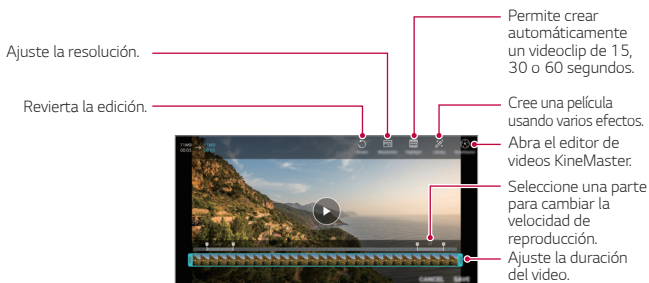 Ajuste la resolución.
Revierta la edición.
Permite crear
automáticamente
un videoclip de 15,
30 o 60 segundos.
Cree una película
usando varios efectos.
Abra el editor de
videos KineMaster.
Seleccione una parte
para cambiar la
velocidad de
reproducción.
Ajuste la duración
del video.
CANCEL SAVE